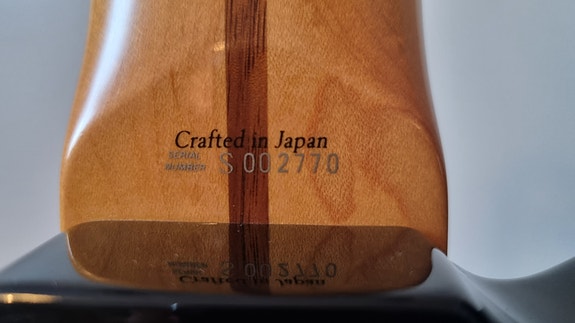 Crafted in Japan
SERIAL
NUMBER S 002770